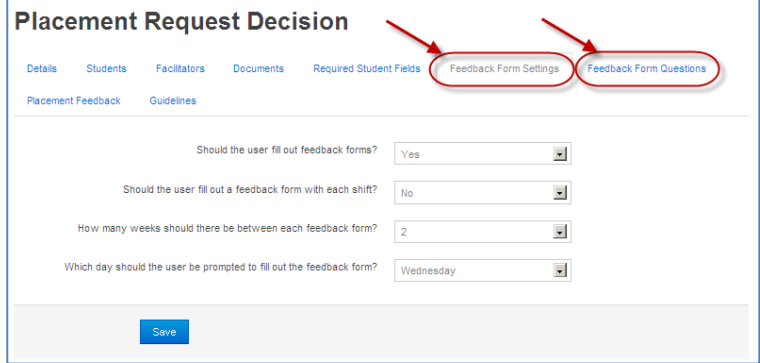 Placement Request Decision
Details Students Facilitators Documents Required Student Fields Feedback Form Settings Feedback Form Questions
Placement Feedback Guidelines
Should the user fill out feedback forms? Yes
Should the user fill out a feedback form with each shift? No
How many weeks should there be between each feedback form? 2
Which day should the user be prompted to fill out the feedback form? Wednesday
Save